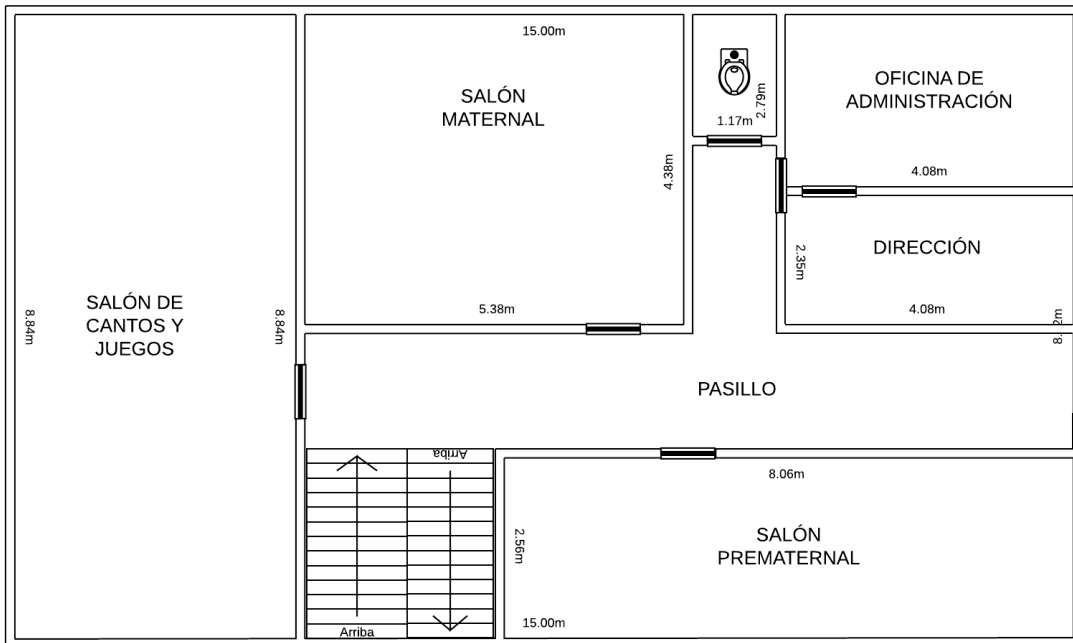 15.00m
SALÓN
MATERNAL
4.38m
5.38m
1.17m
2.79m
OFICINA DE
ADMINISTRACIÓN
4.08m
2.35m
DIRECCIÓN
4.08m
8.84m
SALÓN DE
CANTOS Y
JUEGOS
8.84m
PASILLO
Arriba
Arriba
8.06m
2.56m
SALÓN
PREMATERNAL
15.00m